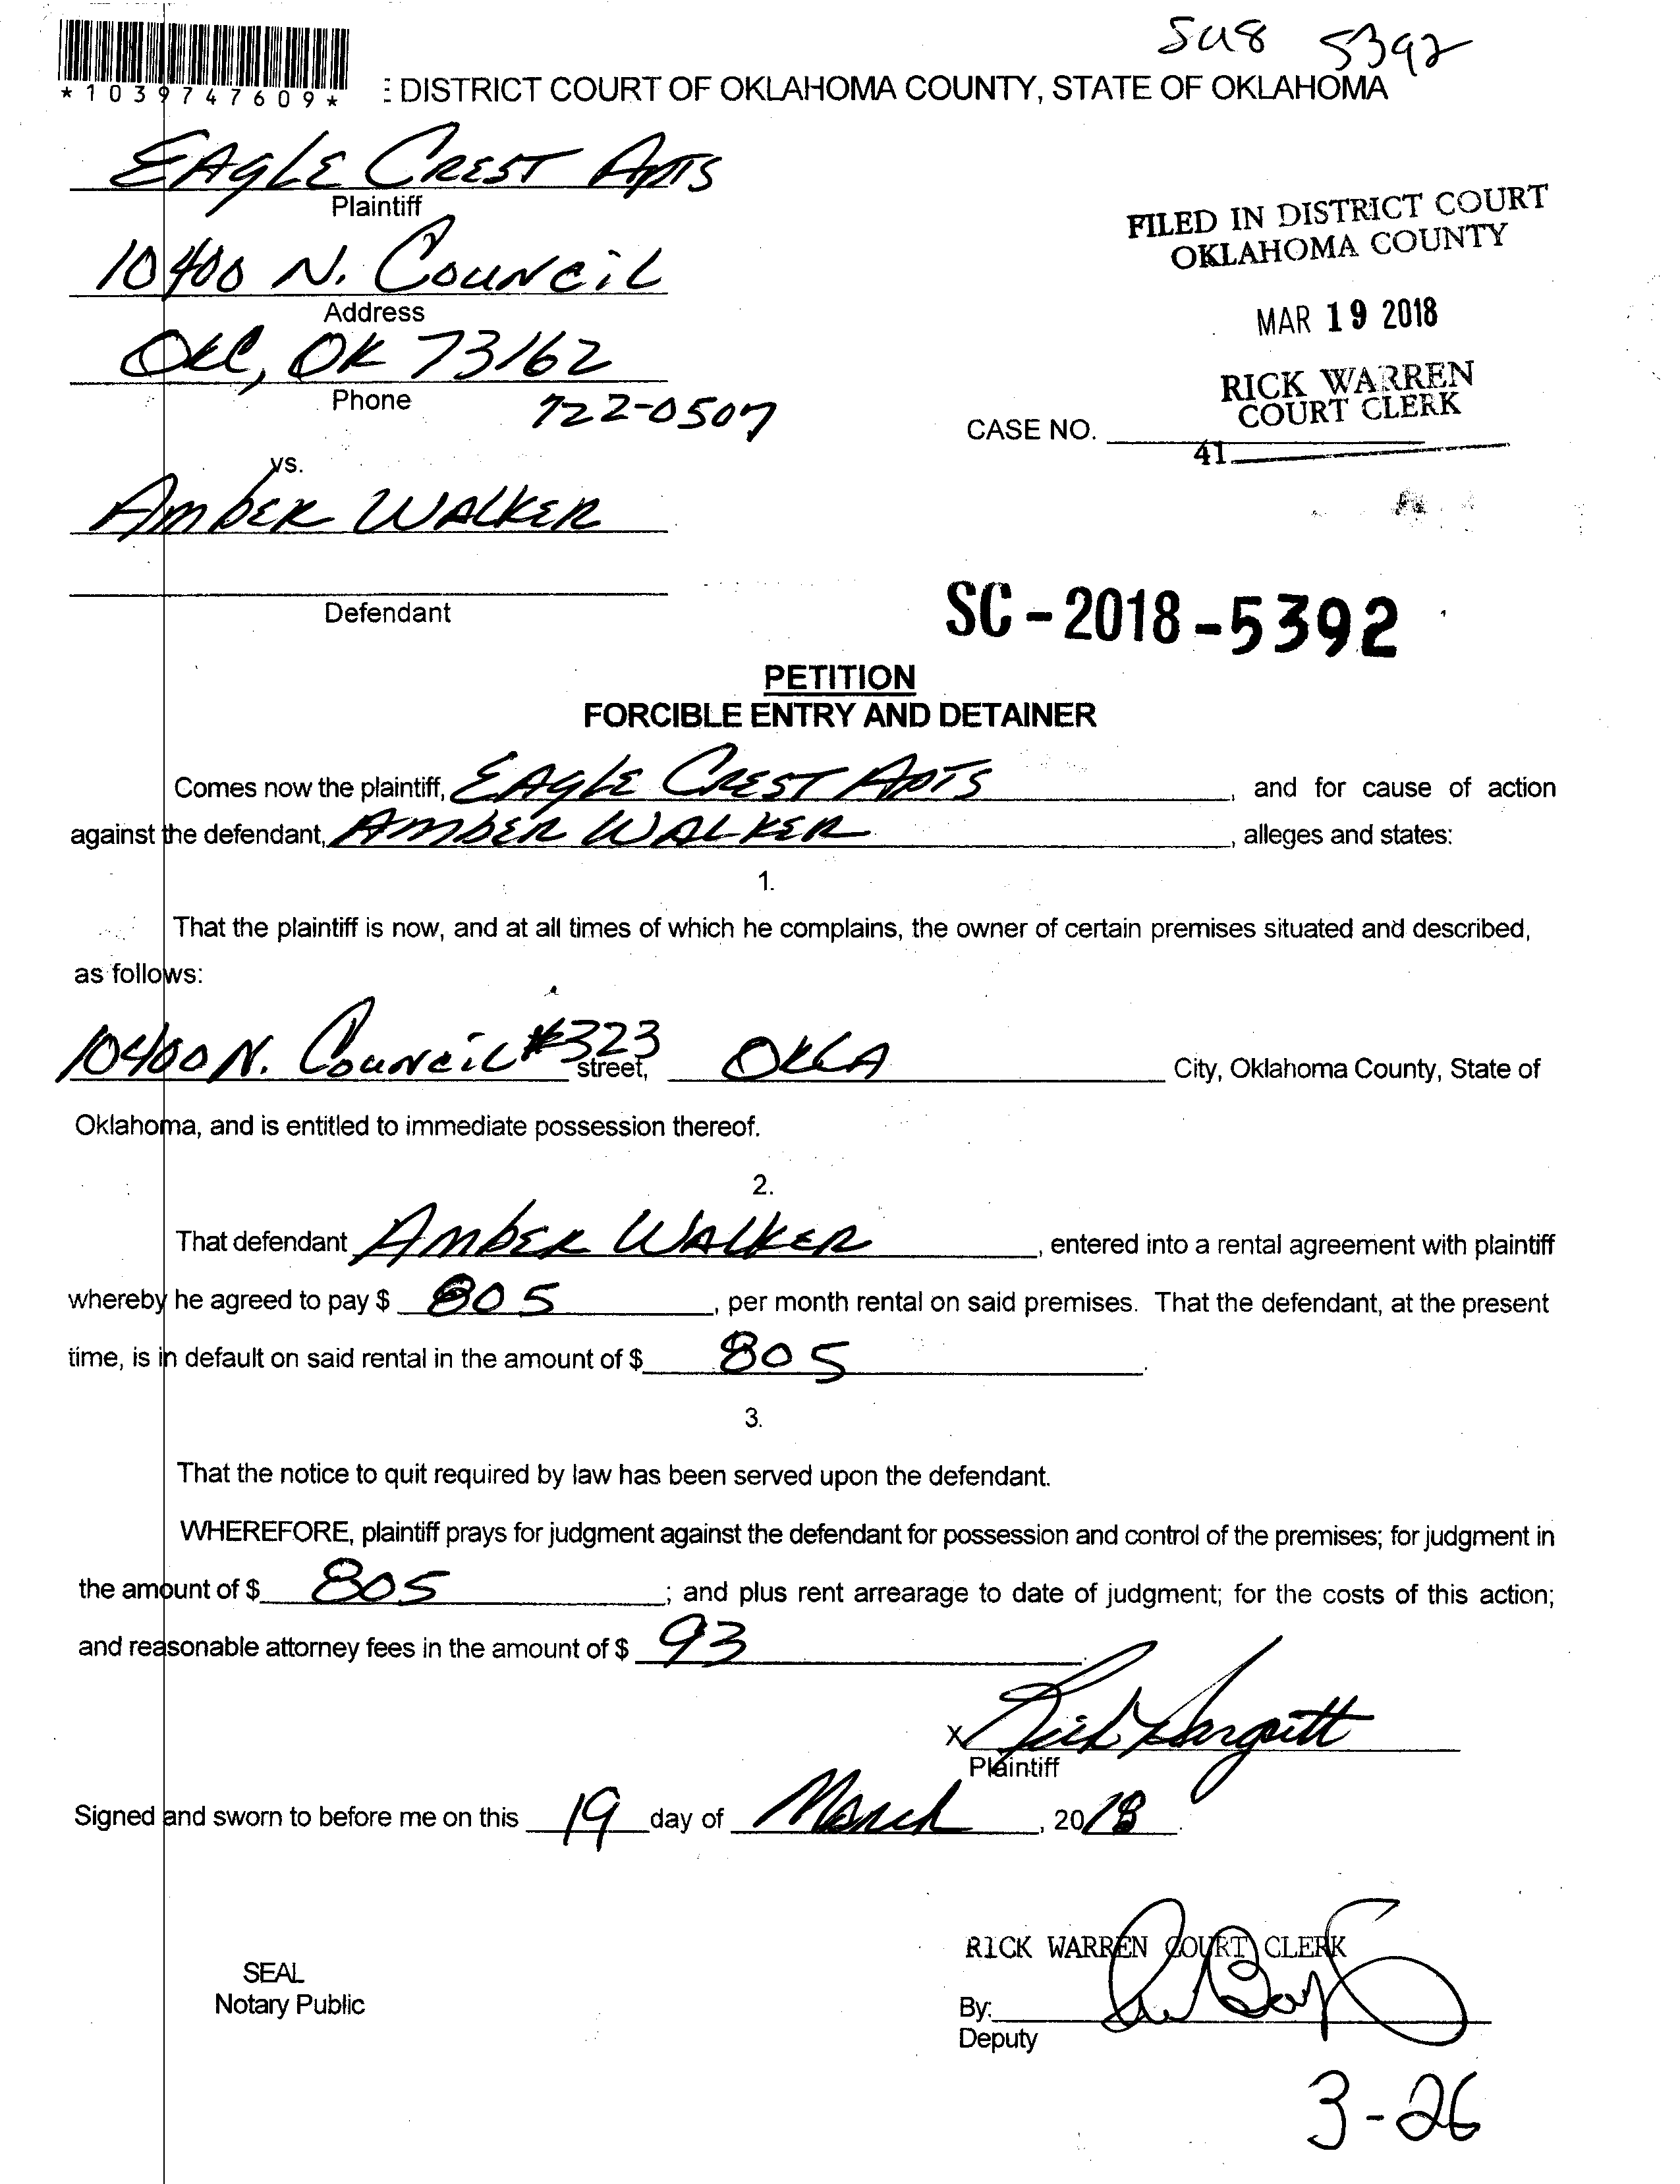 5392
*1039747609*
DISTRICT COURT OF OKLAHOMA COUNTY, STATE OF OKLAHOMA
EAGLE CREST APTS
Plaintiff
FILED IN DISTRICT COURT
OKLAHOMA COUNTY
10400 N. COUNCIL
Address
MAR 19 2018
OKC, OK 73162
RICK WARREN
COURT CLERK
Phone 722-0507
CASE NO.
41
vs.
AMBER WALKER
Defendant
SC-2018-5392
PETITION
FORCIBLE ENTRY AND DETAINER
Comes now the plaintiff, EAGLE CREST APTS, and for cause of action
against the defendant, AMBER WALKER, alleges and states:
1.
That the plaintiff is now, and at all times of which he complains, the owner of certain premises situated and described,
as follows:
10400 N. COUNCIL #323 street, OKLA City, Oklahoma County, State of
Oklahoma, and is entitled to immediate possession thereof.
2.
That defendant AMBER WALKER, entered into a rental agreement with plaintiff
whereby he agreed to pay $ 805, per month rental on said premises. That the defendant, at the present
time, is in default on said rental in the amount of $ 805.
3.
That the notice to quit required by law has been served upon the defendant.
WHEREFORE, plaintiff prays for judgment against the defendant for possession and control of the premises; for judgment in
the amount of $ 805; and plus rent arrearage to date of judgment; for the costs of this action;
and reasonable attorney fees in the amount of $ 93.
X
Plaintiff
Signed and sworn to before me on this 19 day of March, 2018.
RICK WARREN COURT CLERK
SEAL
Notary Public
By:
Deputy
3-26